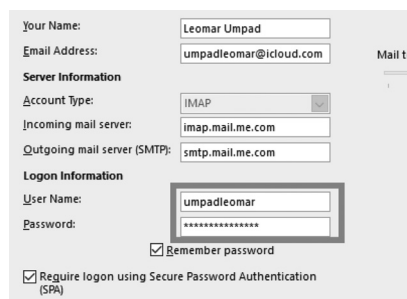 Your Name: Leomar Umpad
Email Address: umpadleomar@icloud.com
Mail t
Server Information
Account Type: IMAP
Incoming mail server: imap.mail.me.com
Outgoing mail server (SMTP): smtp.mail.me.com
Logon Information
User Name: umpadleomar
Password: ***************
Remember password
Require logon using Secure Password Authentication
(SPA)